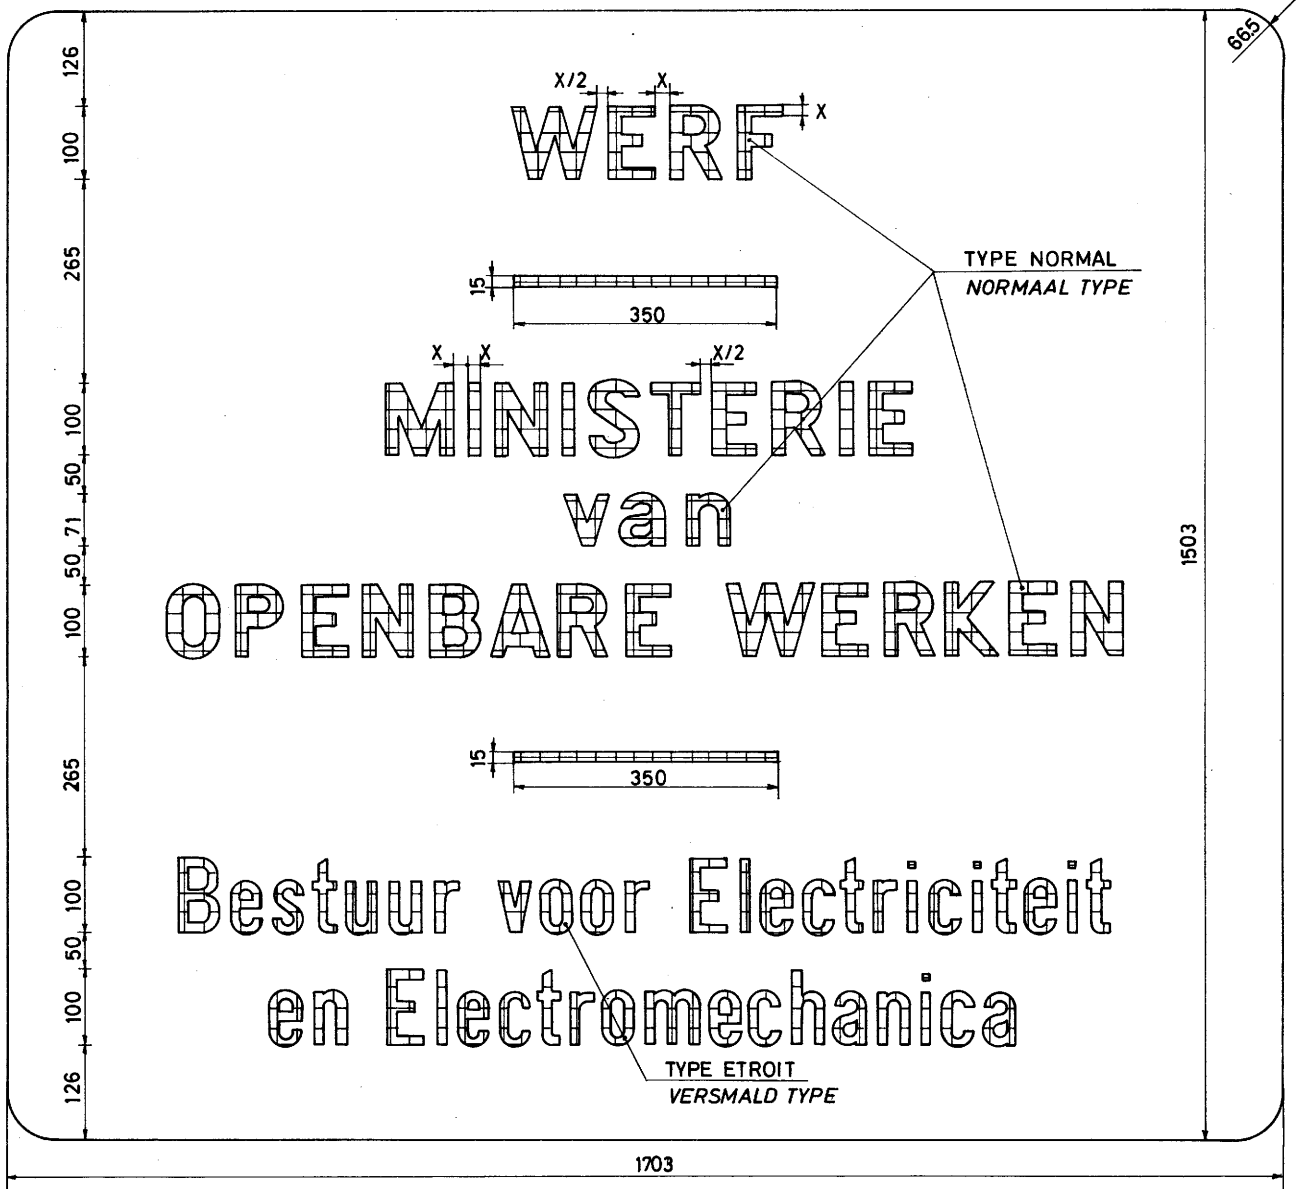 66.5
126
X/2 X
WERF
X
100
TYPE NORMAL
NORMAAL TYPE
265
15
350
X X X/2
MINISTERIE
100
50
van
71
1503
50
OPENBARE WERKEN
100
15
350
265
Bestuur voor Electriciteit
100
50
en Electromechanica
100
TYPE ETROIT
VERSMALD TYPE
126
1703